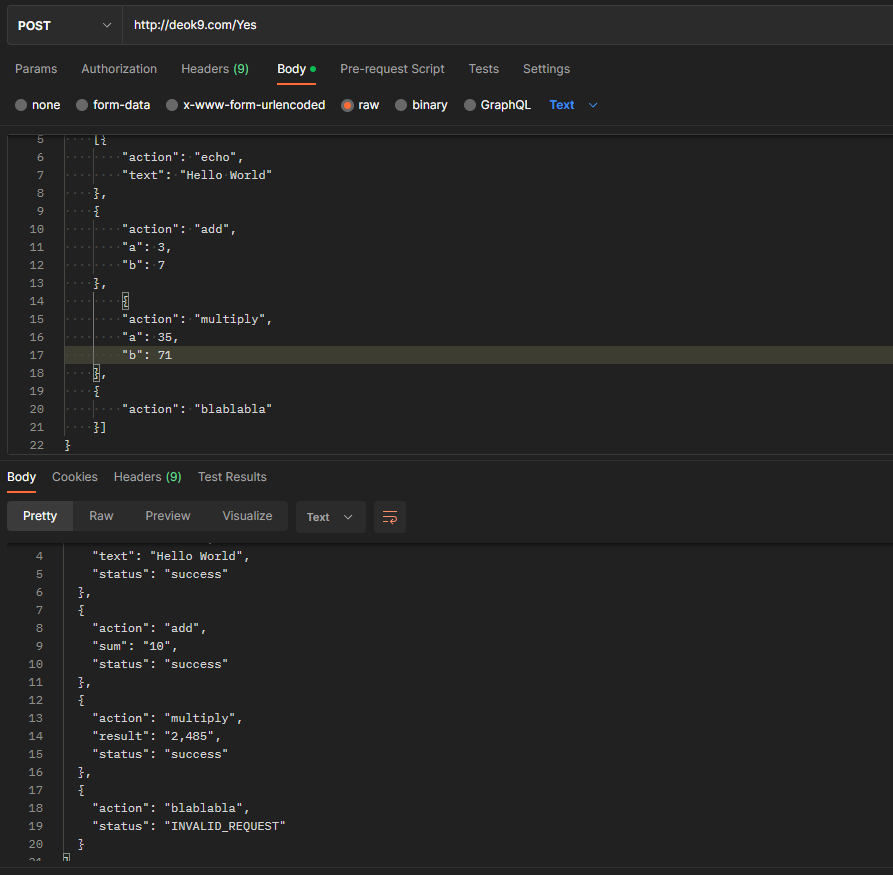 POST http://deok9.com/Yes
Params Authorization Headers (9) Body Pre-request Script Tests Settings
none form-data x-www-form-urlencoded raw binary GraphQL Text
5 [{
6 "action": "echo",
7 "text": "Hello World"
8 },
9 {
10 "action": "add",
11 "a": 3,
12 "b": 7
13 },
14 {
15 "action": "multiply",
16 "a": 35,
17 "b": 71
18 },
19 {
20 "action": "blablabla"
21 }]
22 }
Body Cookies Headers (9) Test Results
Pretty Raw Preview Visualize Text
4 "text": "Hello World",
5 "status": "success"
6 },
7 {
8 "action": "add",
9 "sum": "10",
10 "status": "success"
11 },
12 {
13 "action": "multiply",
14 "result": "2,485",
15 "status": "success"
16 },
17 {
18 "action": "blablabla",
19 "status": "INVALID_REQUEST"
20 }
21 ]